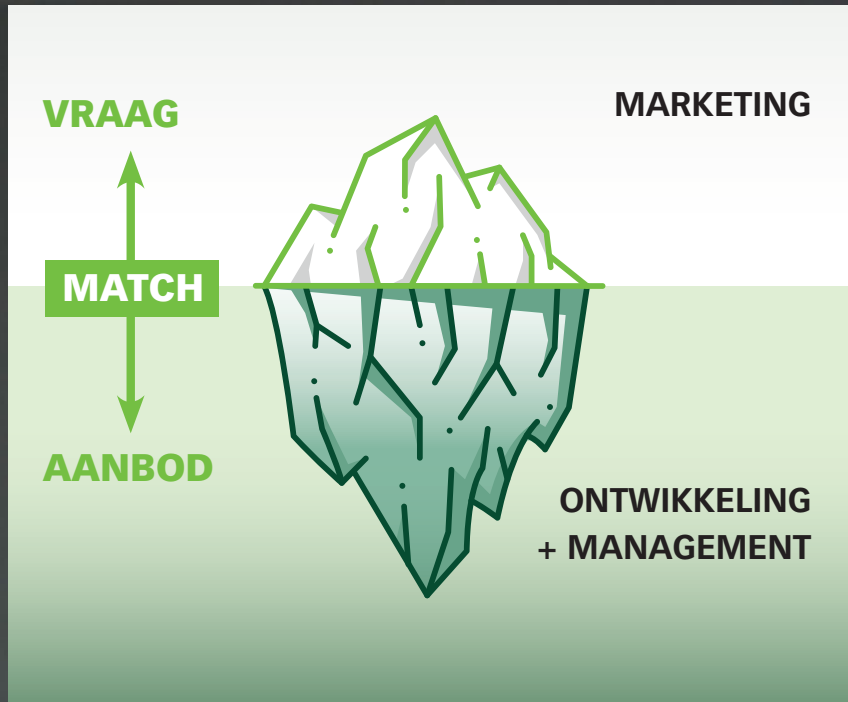 VRAAG
MARKETING
MATCH
AANBOD
ONTWIKKELING
+ MANAGEMENT